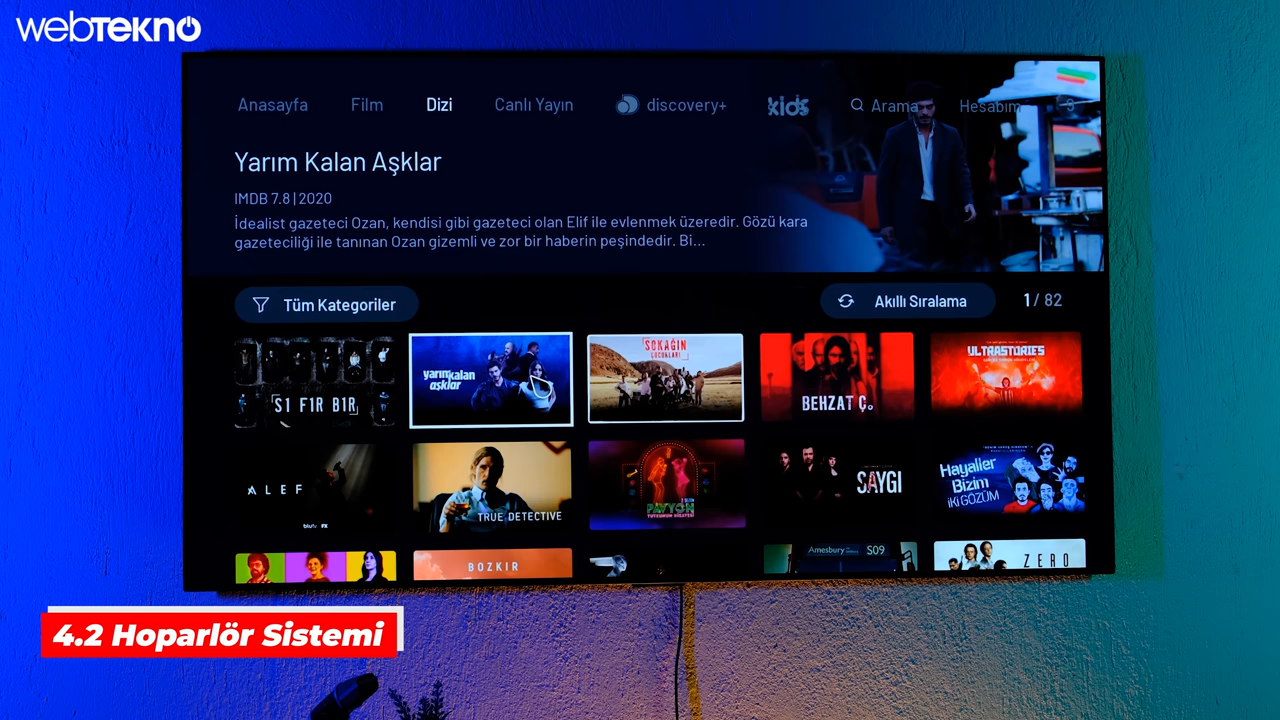 webTEKNO
Anasayfa Film Dizi Canlı Yayın discovery+ kids Arama Hesabım
Yarım Kalan Aşklar
IMDB 7.8 | 2020
İdealist gazeteci Ozan, kendisi gibi gazeteci olan Elif ile evlenmek üzeredir. Gözü kara
gazeteciliği ile tanınan Ozan gizemli ve zor bir haberin peşindedir. Bi...
Tüm Kategoriler
Akıllı Sıralama
1 / 82
S1 F1R B1R
yarım kalan
aşklar
SOKAĞIN
ÇOCUKLARI
BEHZAT Ç.
ULTRASTORIES
ALEF
blutv FX
TRUE DETECTIVE
PAVYON
SAYGI
Hayaller
Bizim
İKİ GÖZÜM
BOZKIR
Amesbury S09
ZERO
4.2 Hoparlör Sistemi